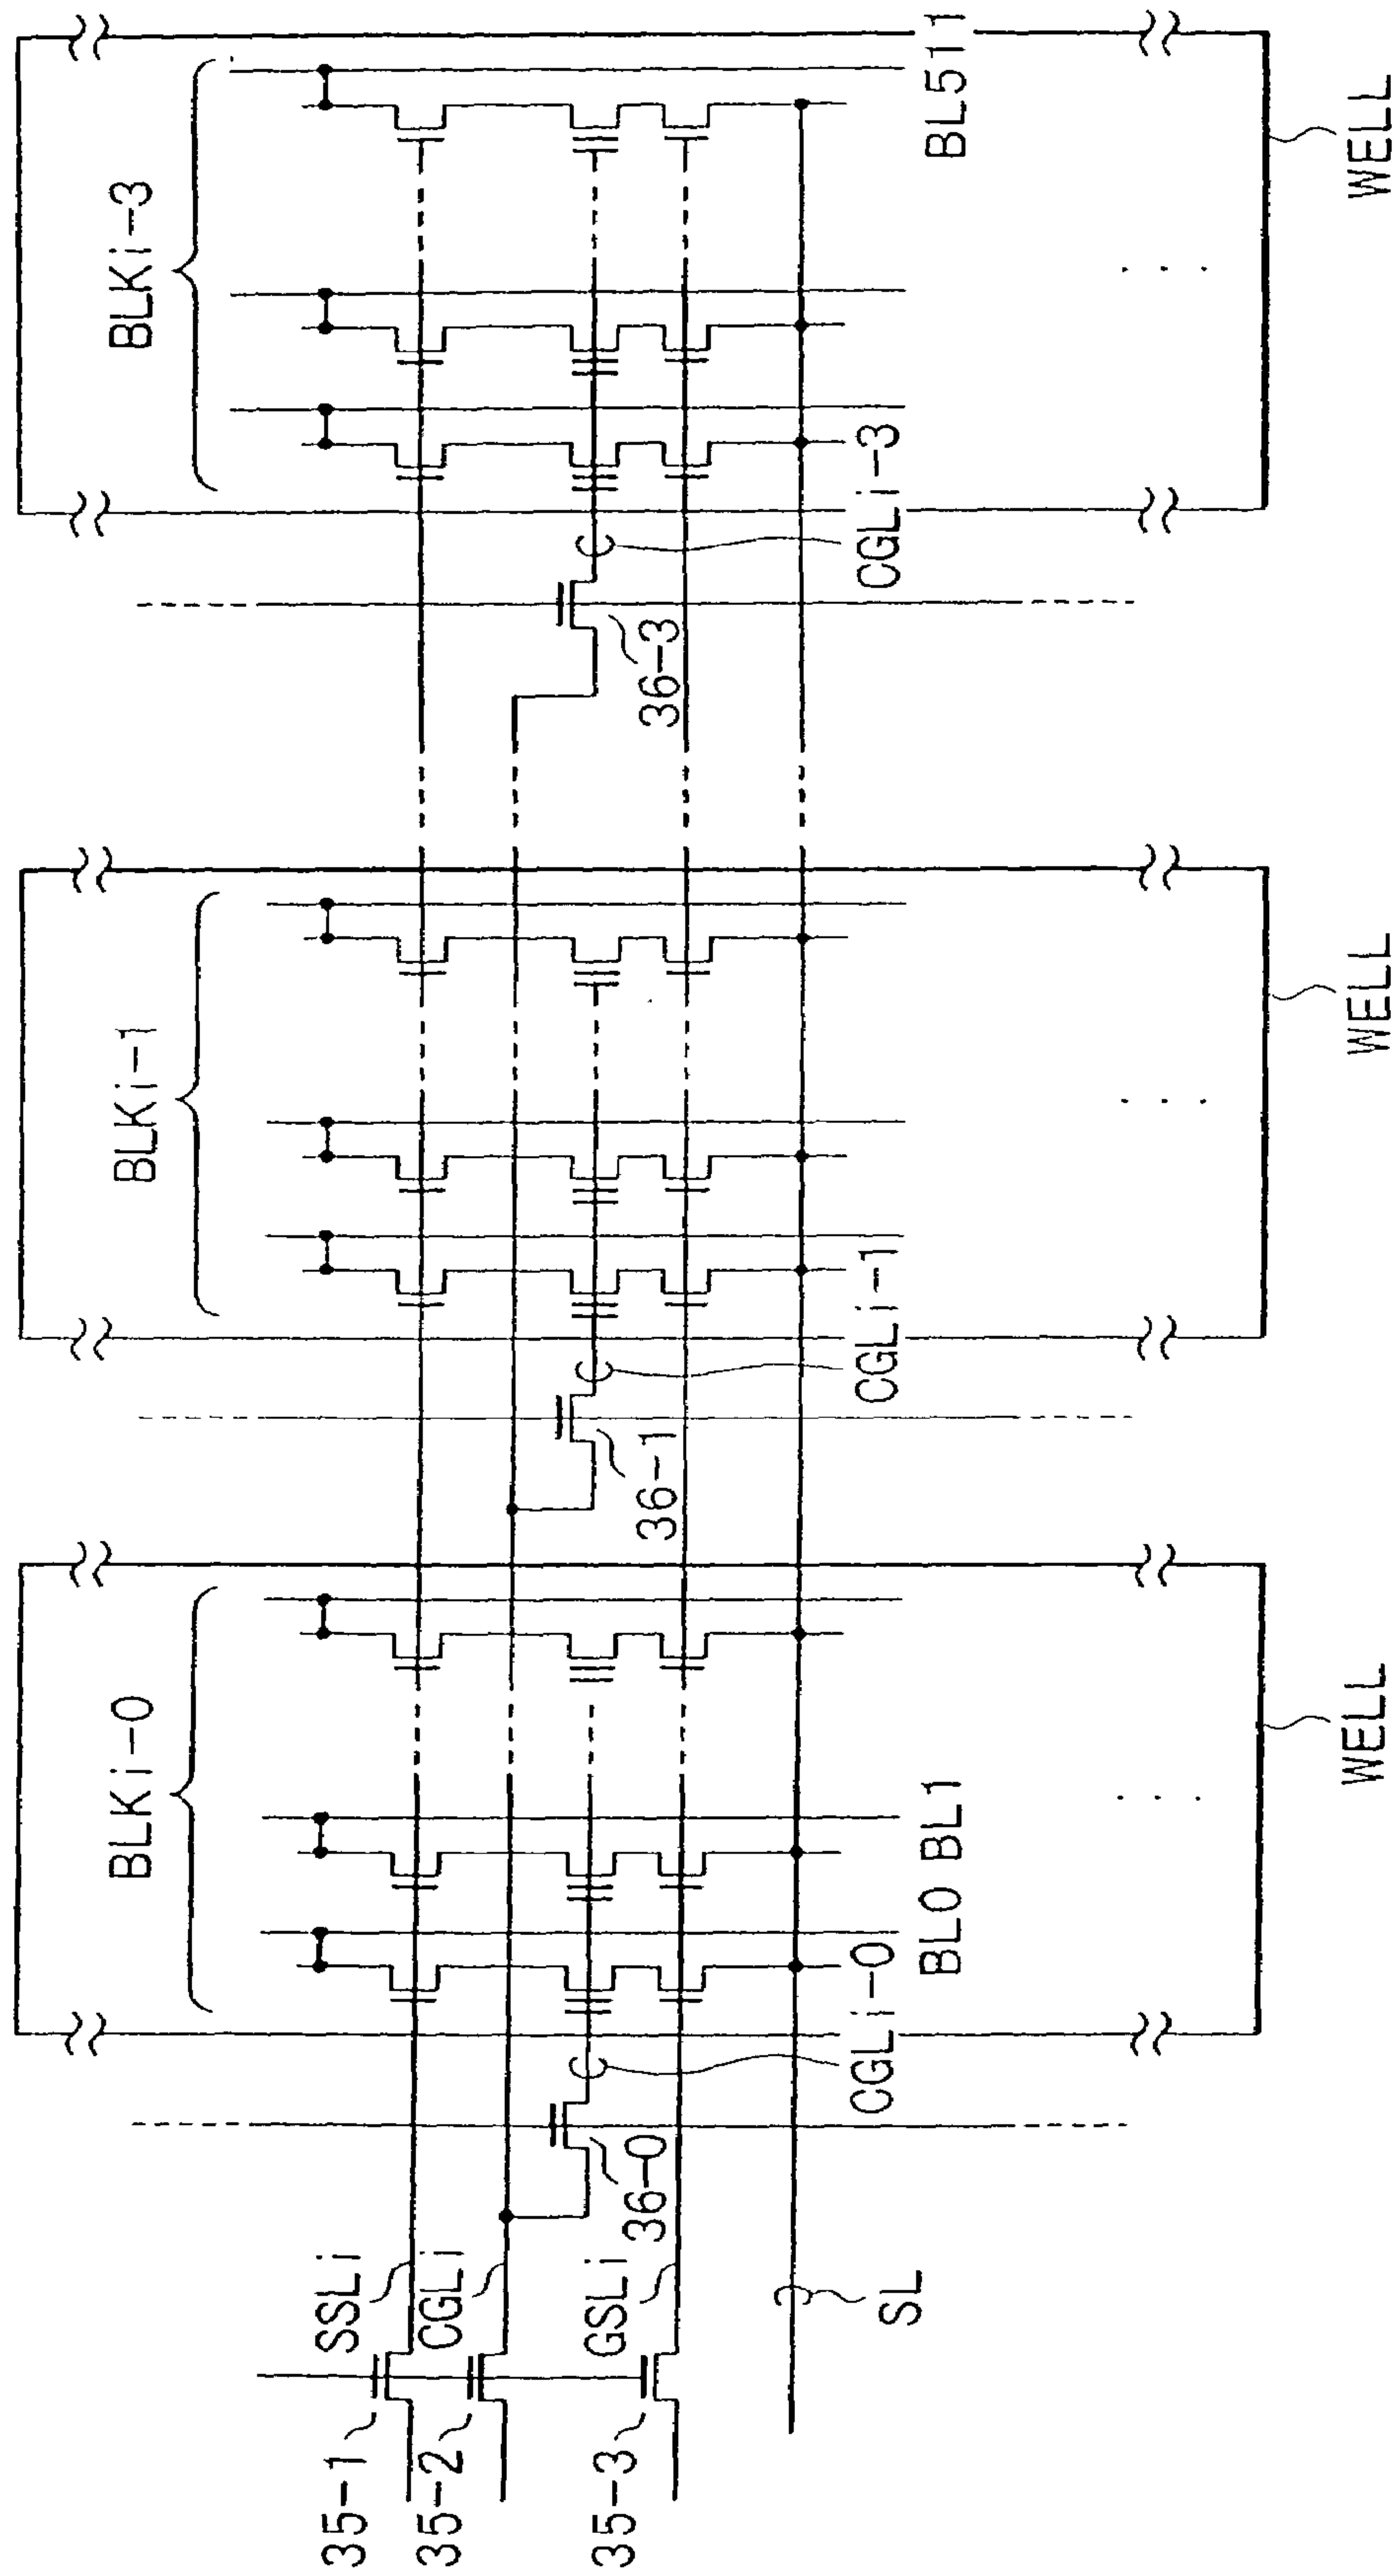 BLKi-0
BLKi-1
BLKi-3
35-1
SSLi
35-2
CGLi
35-3
GSLi
36-0
36-1
36-3
SL
CGLi-0
BL0 BL1
CGLi-1
CGLi-3
BL511
WELL
WELL
WELL